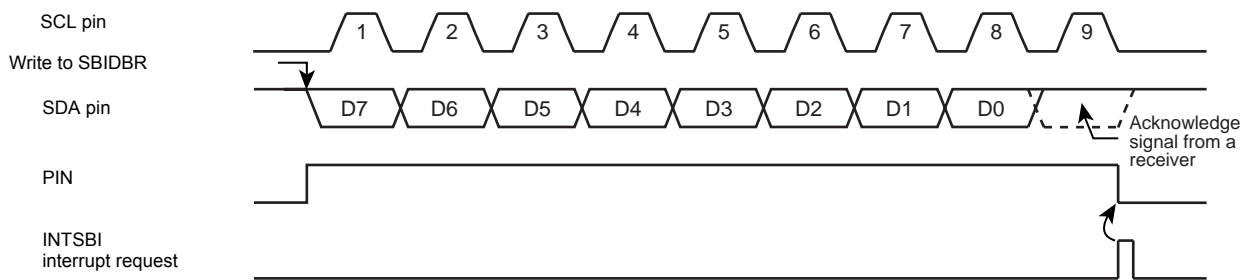 SCL pin
1 2 3 4 5 6 7 8 9
Write to SBIDBR
SDA pin
D7 D6 D5 D4 D3 D2 D1 D0
Acknowledge
signal from a
receiver
PIN
INTSBI
interrupt request